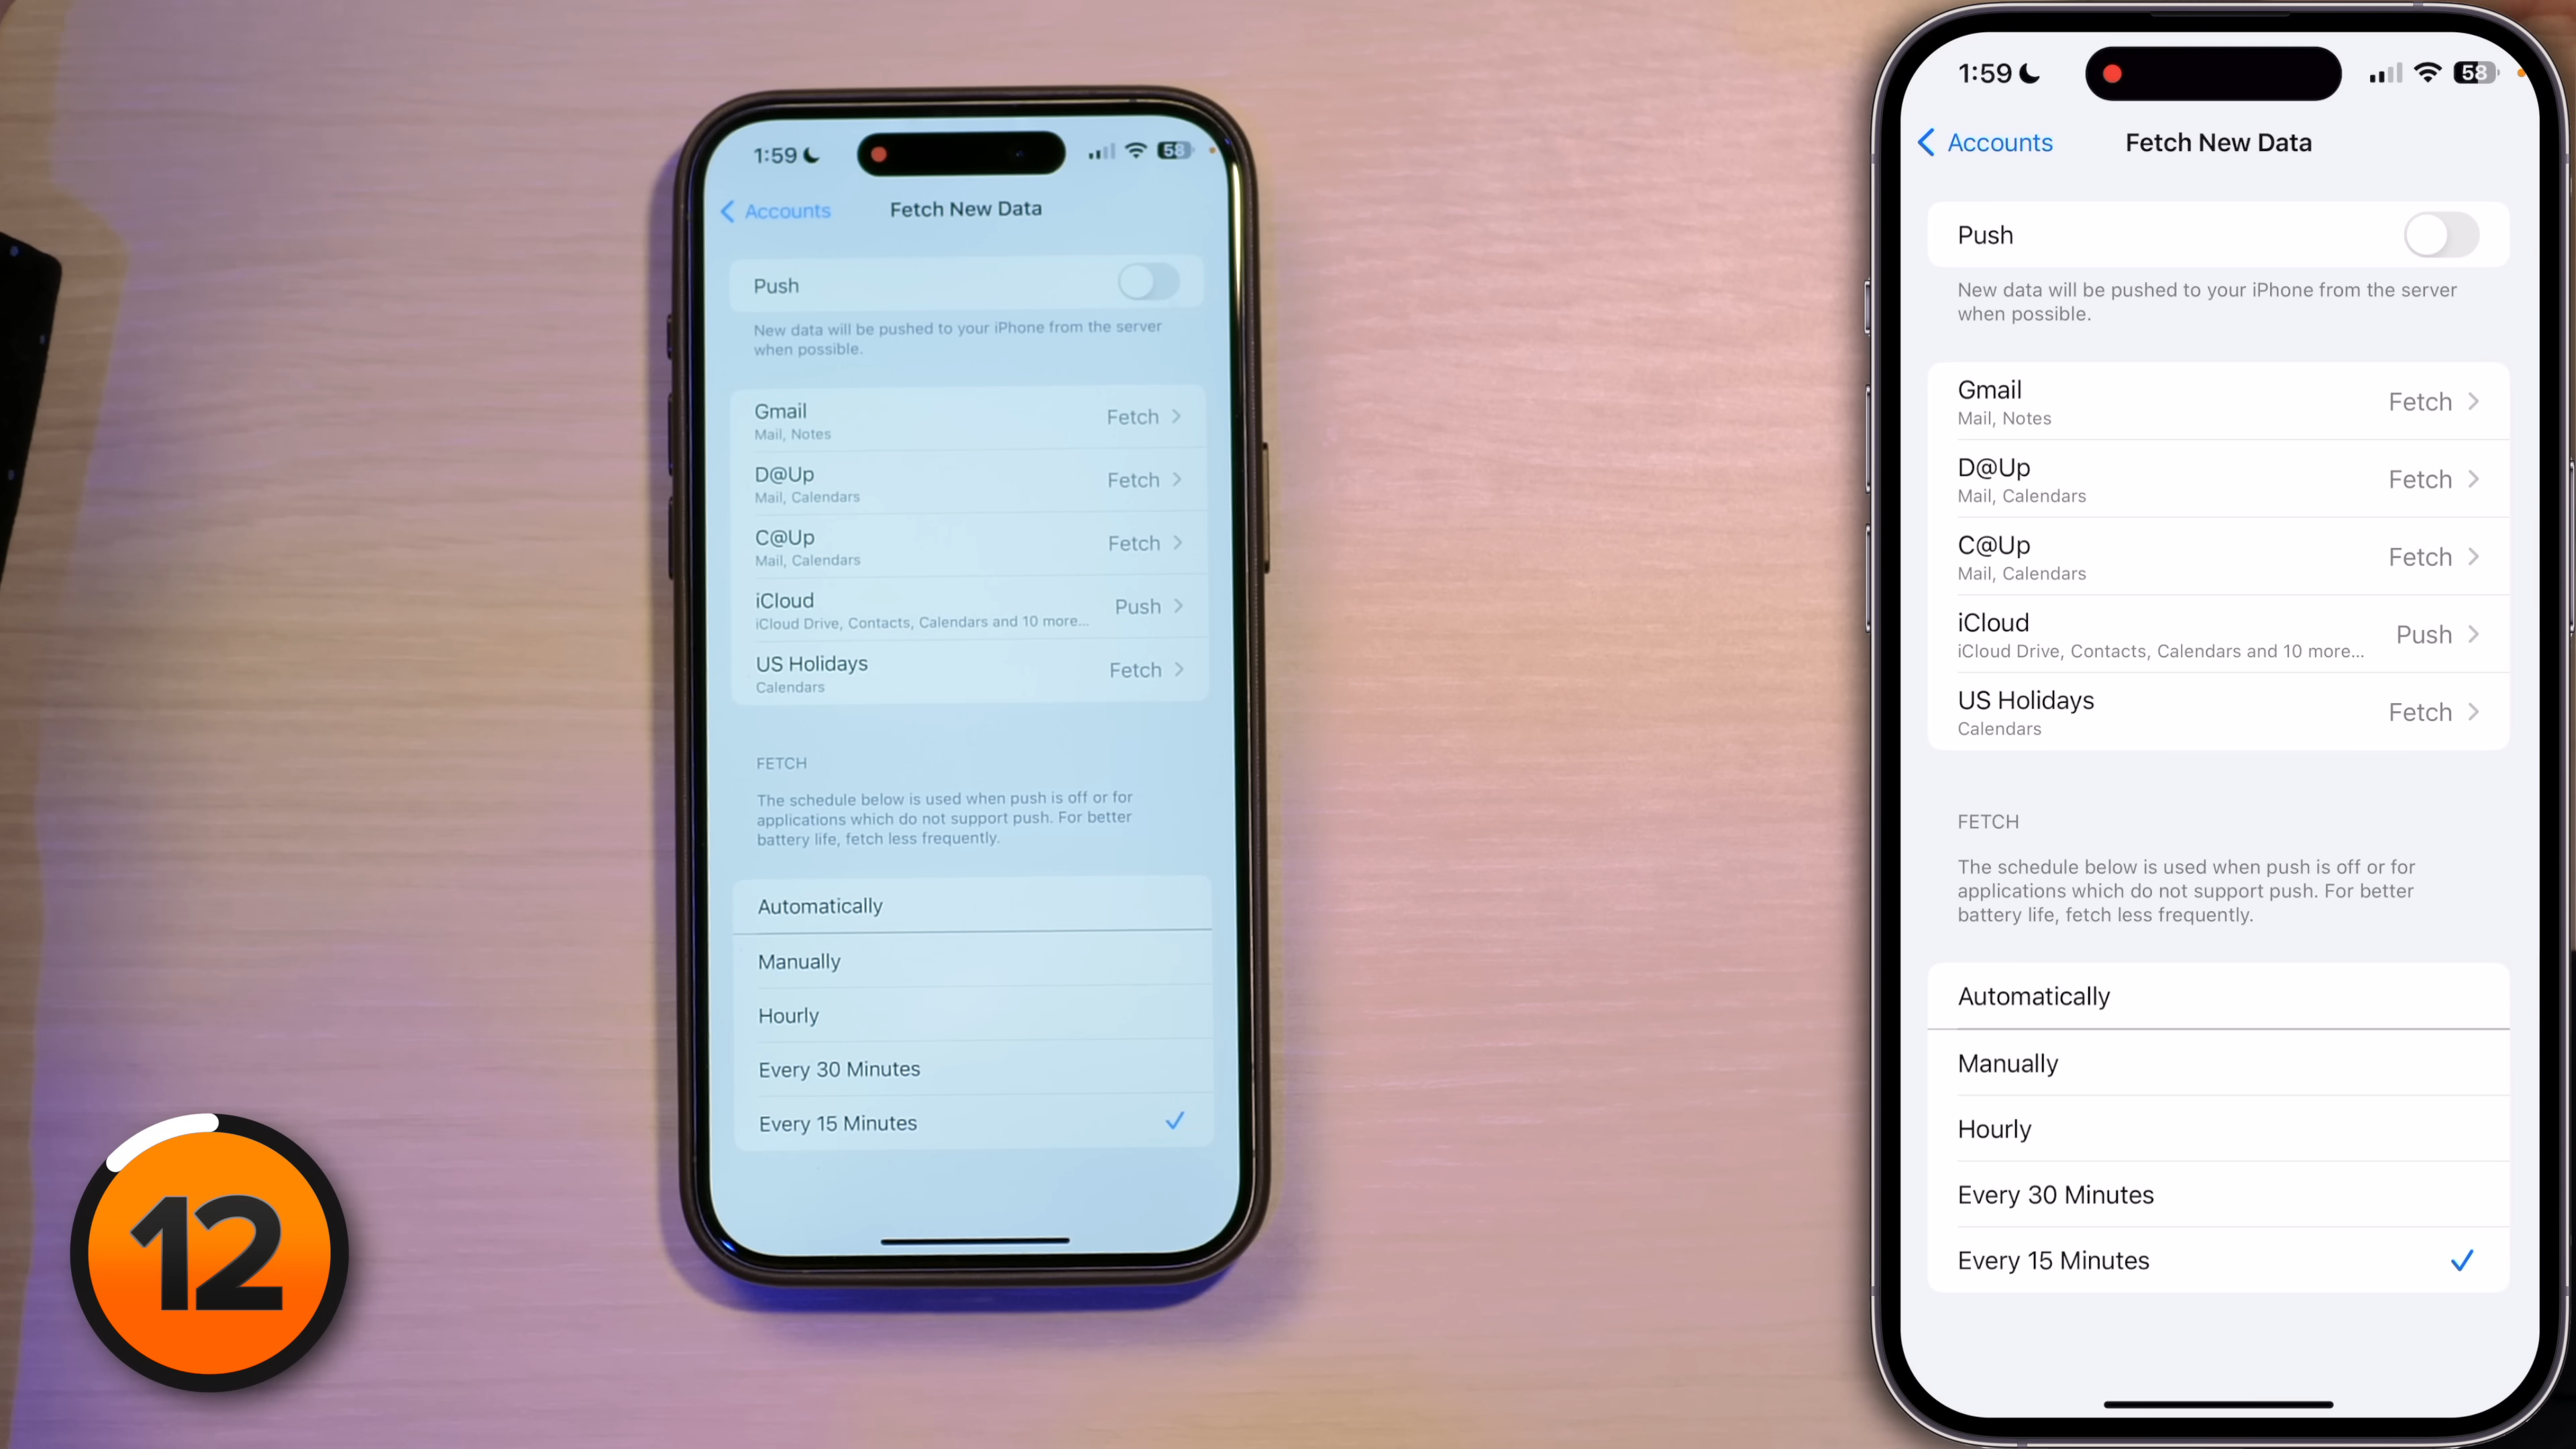 1:59
58
Accounts
Fetch New Data
Push
New data will be pushed to your iPhone from the server
when possible.
Gmail
Mail, Notes
Fetch
D@Up
Mail, Calendars
Fetch
C@Up
Mail, Calendars
Fetch
iCloud
iCloud Drive, Contacts, Calendars and 10 more...
Push
US Holidays
Calendars
Fetch
FETCH
The schedule below is used when push is off or for
applications which do not support push. For better
battery life, fetch less frequently.
Automatically
Manually
Hourly
Every 30 Minutes
Every 15 Minutes
12
1:59
58
Accounts
Fetch New Data
Push
New data will be pushed to your iPhone from the server
when possible.
Gmail
Mail, Notes
Fetch
D@Up
Mail, Calendars
Fetch
C@Up
Mail, Calendars
Fetch
iCloud
iCloud Drive, Contacts, Calendars and 10 more...
Push
US Holidays
Calendars
Fetch
FETCH
The schedule below is used when push is off or for
applications which do not support push. For better
battery life, fetch less frequently.
Automatically
Manually
Hourly
Every 30 Minutes
Every 15 Minutes